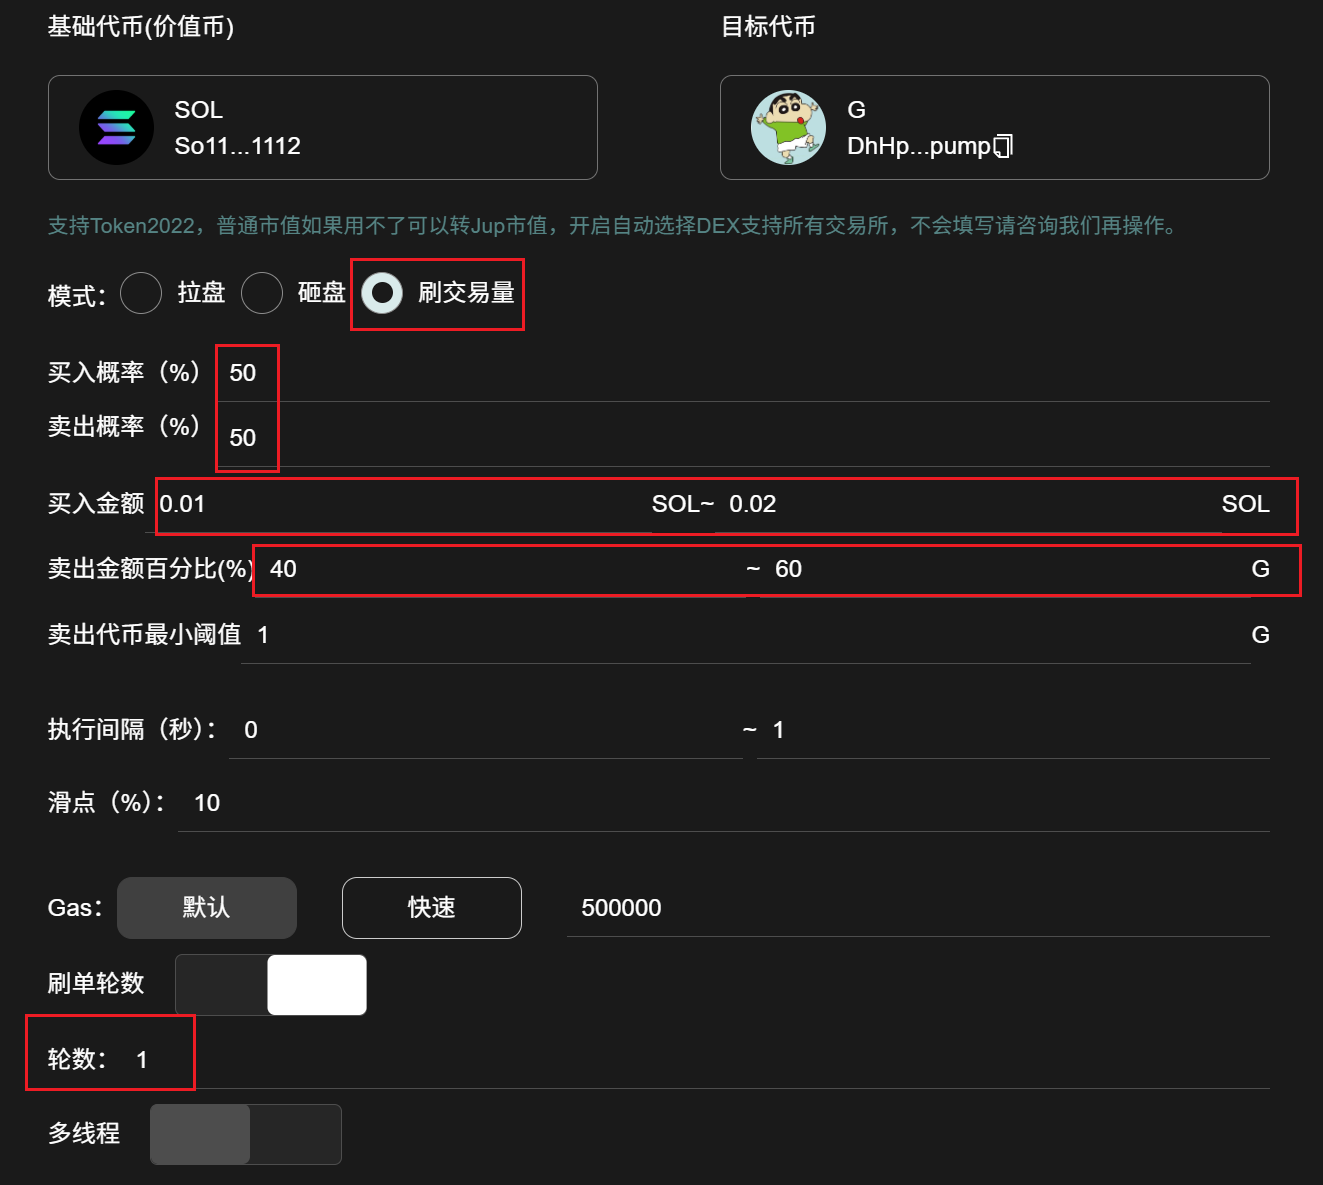 基础代币(价值币)
目标代币
SOL
So11...1112
G
DhHp...pump
支持Token2022，普通市值如果用不了可以转Jup市值，开启自动选择DEX支持所有交易所，不会填写请咨询我们再操作。
模式： 拉盘 砸盘 刷交易量
买入概率（%） 50
卖出概率（%） 50
买入金额 0.01 SOL~ 0.02 SOL
卖出金额百分比(%) 40 ~ 60 G
卖出代币最小阈值 1 G
执行间隔（秒）： 0 ~ 1
滑点（%）： 10
Gas： 默认 快速 500000
刷单轮数
轮数： 1
多线程